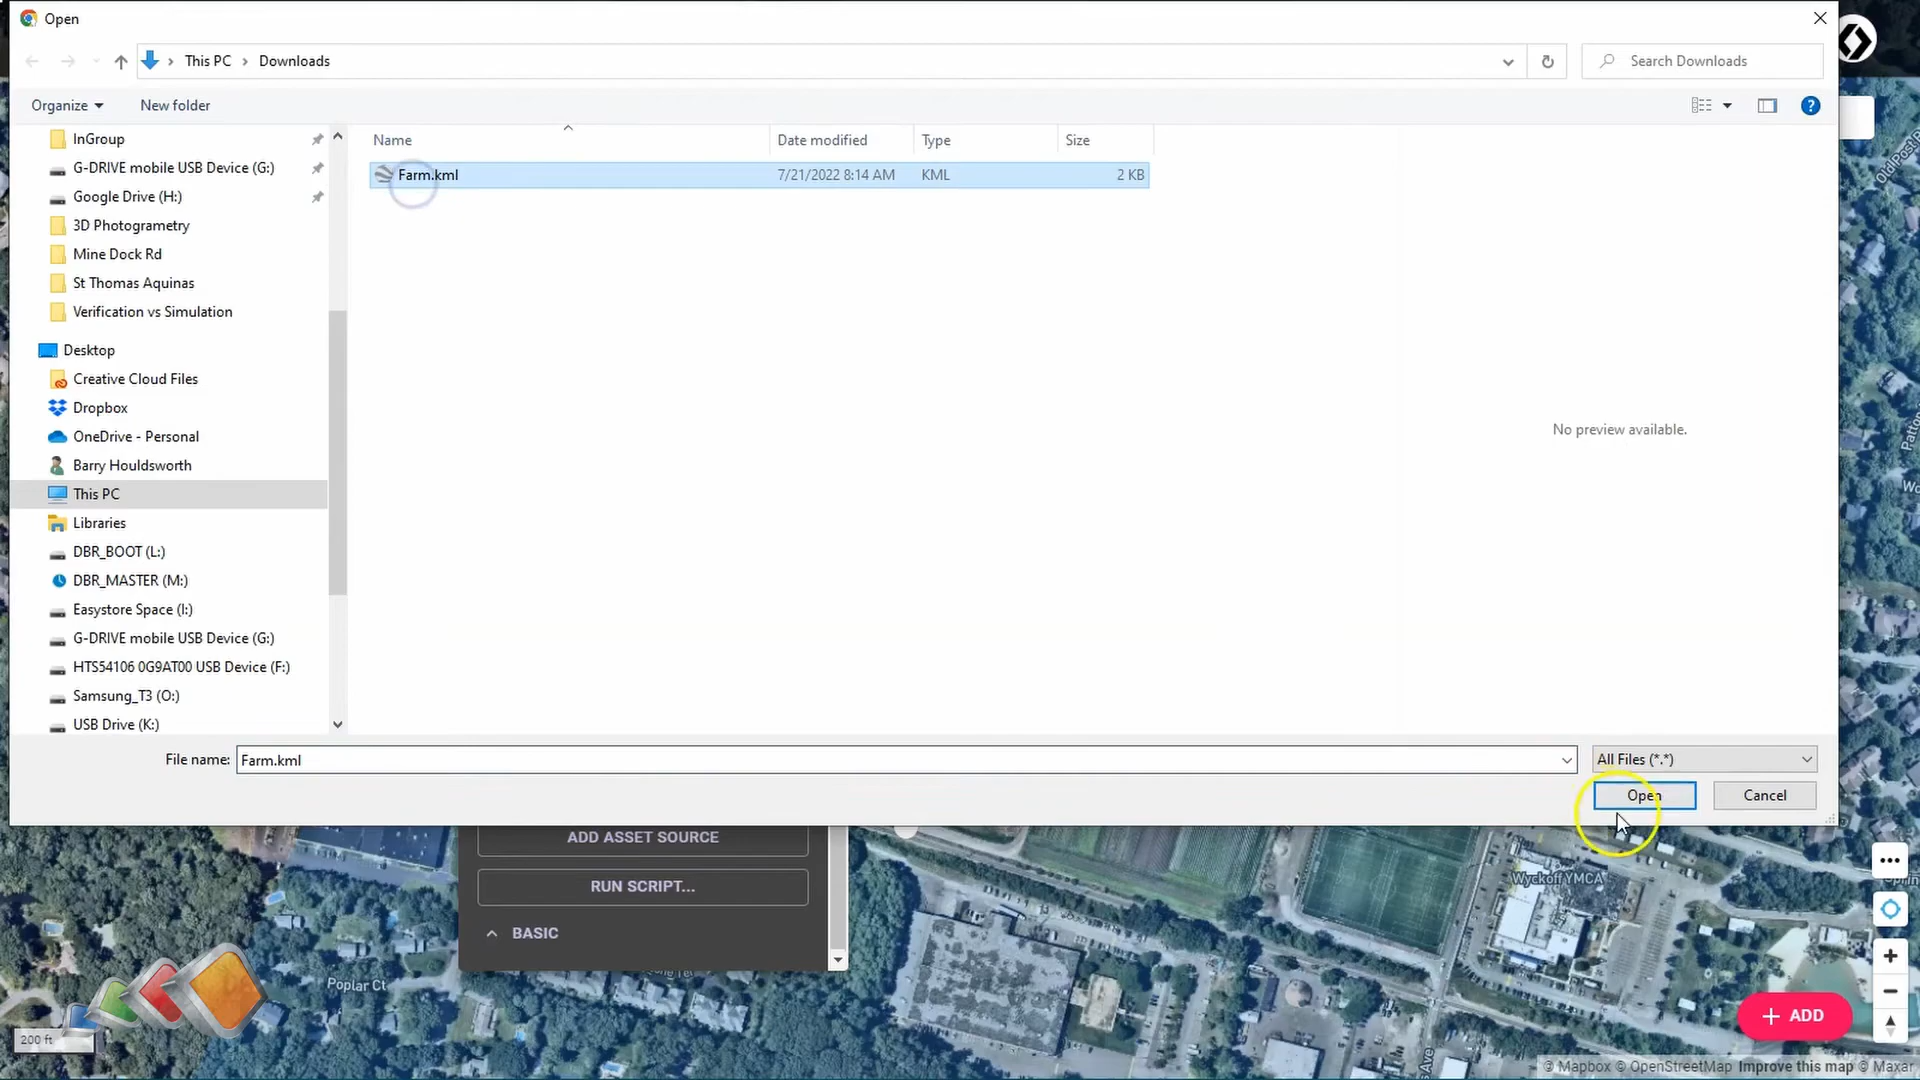 Open
This PC > Downloads
Search Downloads
Organize
New folder
InGroup
G-DRIVE mobile USB Device (G:)
Google Drive (H:)
3D Photogrametry
Mine Dock Rd
St Thomas Aquinas
Verification vs Simulation
Desktop
Creative Cloud Files
Dropbox
OneDrive - Personal
Barry Houldsworth
This PC
Libraries
DBR_BOOT (L:)
DBR_MASTER (M:)
Easystore Space (I:)
G-DRIVE mobile USB Device (G:)
HTS54106 0G9AT00 USB Device (F:)
Samsung_T3 (O:)
USB Drive (K:)
Name Date modified Type Size
Farm.kml 7/21/2022 8:14 AM KML 2 KB
No preview available.
File name: Farm.kml All Files (*.*)
Open Cancel
ADD ASSET SOURCE
RUN SCRIPT...
BASIC
Wyckoff YMCA
Poplar Ct
200 ft
+ ADD
© Mapbox © OpenStreetMap Improve this map © Maxar